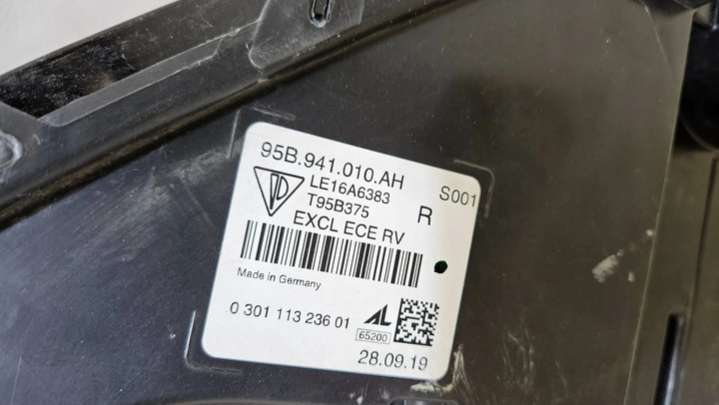 95B.941.010.AH
S001
LE16A6383
T95B375
R
EXCL ECE RV
Made in Germany
0 301 113 236 01
AL
65200
28.09.19